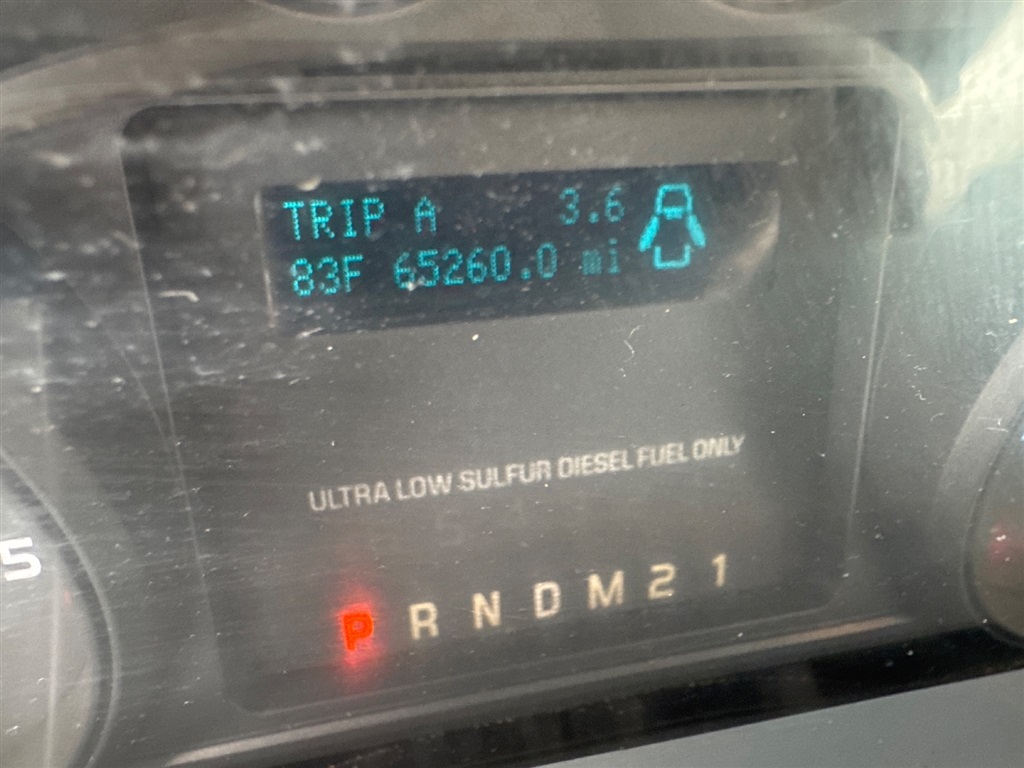 TRIP A 3.6
83F 65260.0 mi
ULTRA LOW SULFUR DIESEL FUEL ONLY
5
P R N D M 2 1